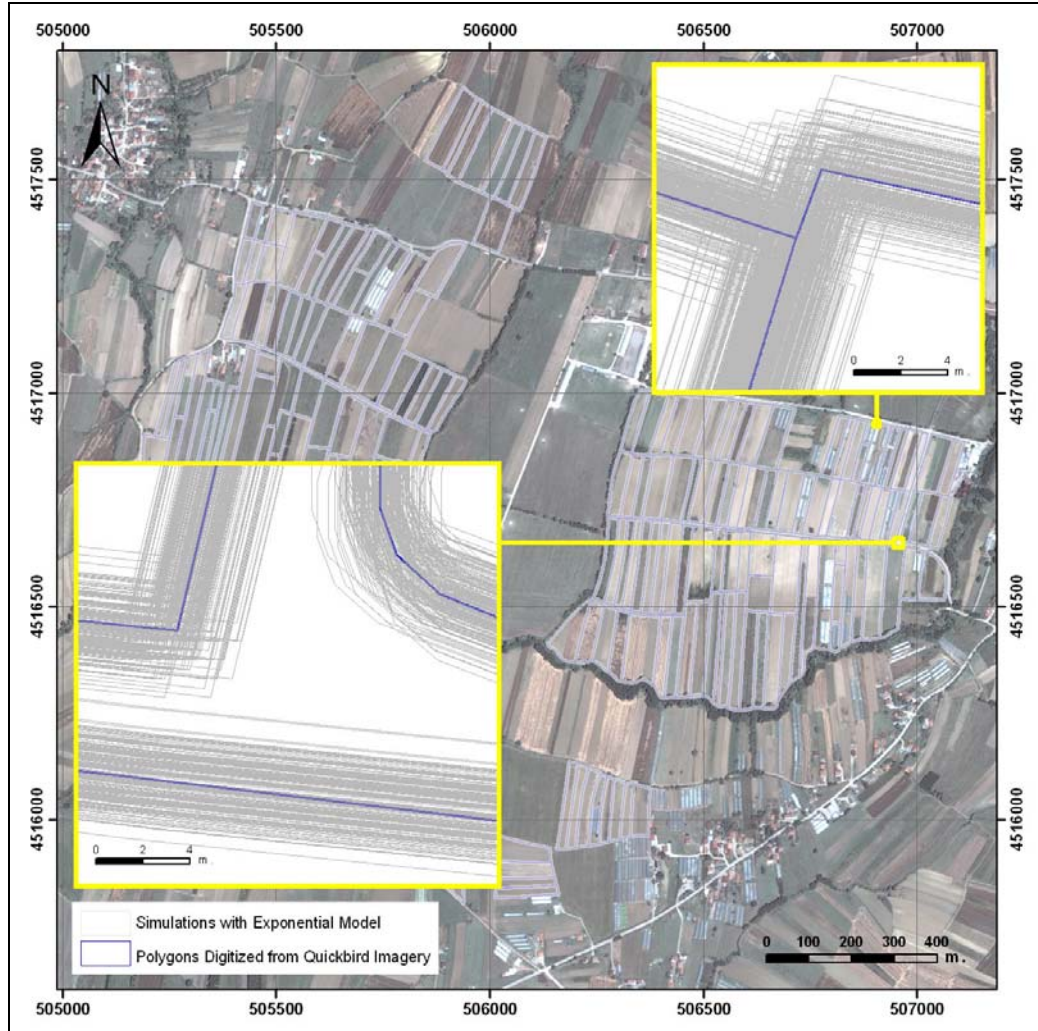 505000 505500 506000 506500 507000
N
4517500 4517500
0 2 4
m.
4517000 4517000
4516500 4516500
4516000 4516000
0 2 4
m.
Simulations with Exponential Model
Polygons Digitized from Quickbird Imagery
0 100 200 300 400
m.
505000 505500 506000 506500 507000